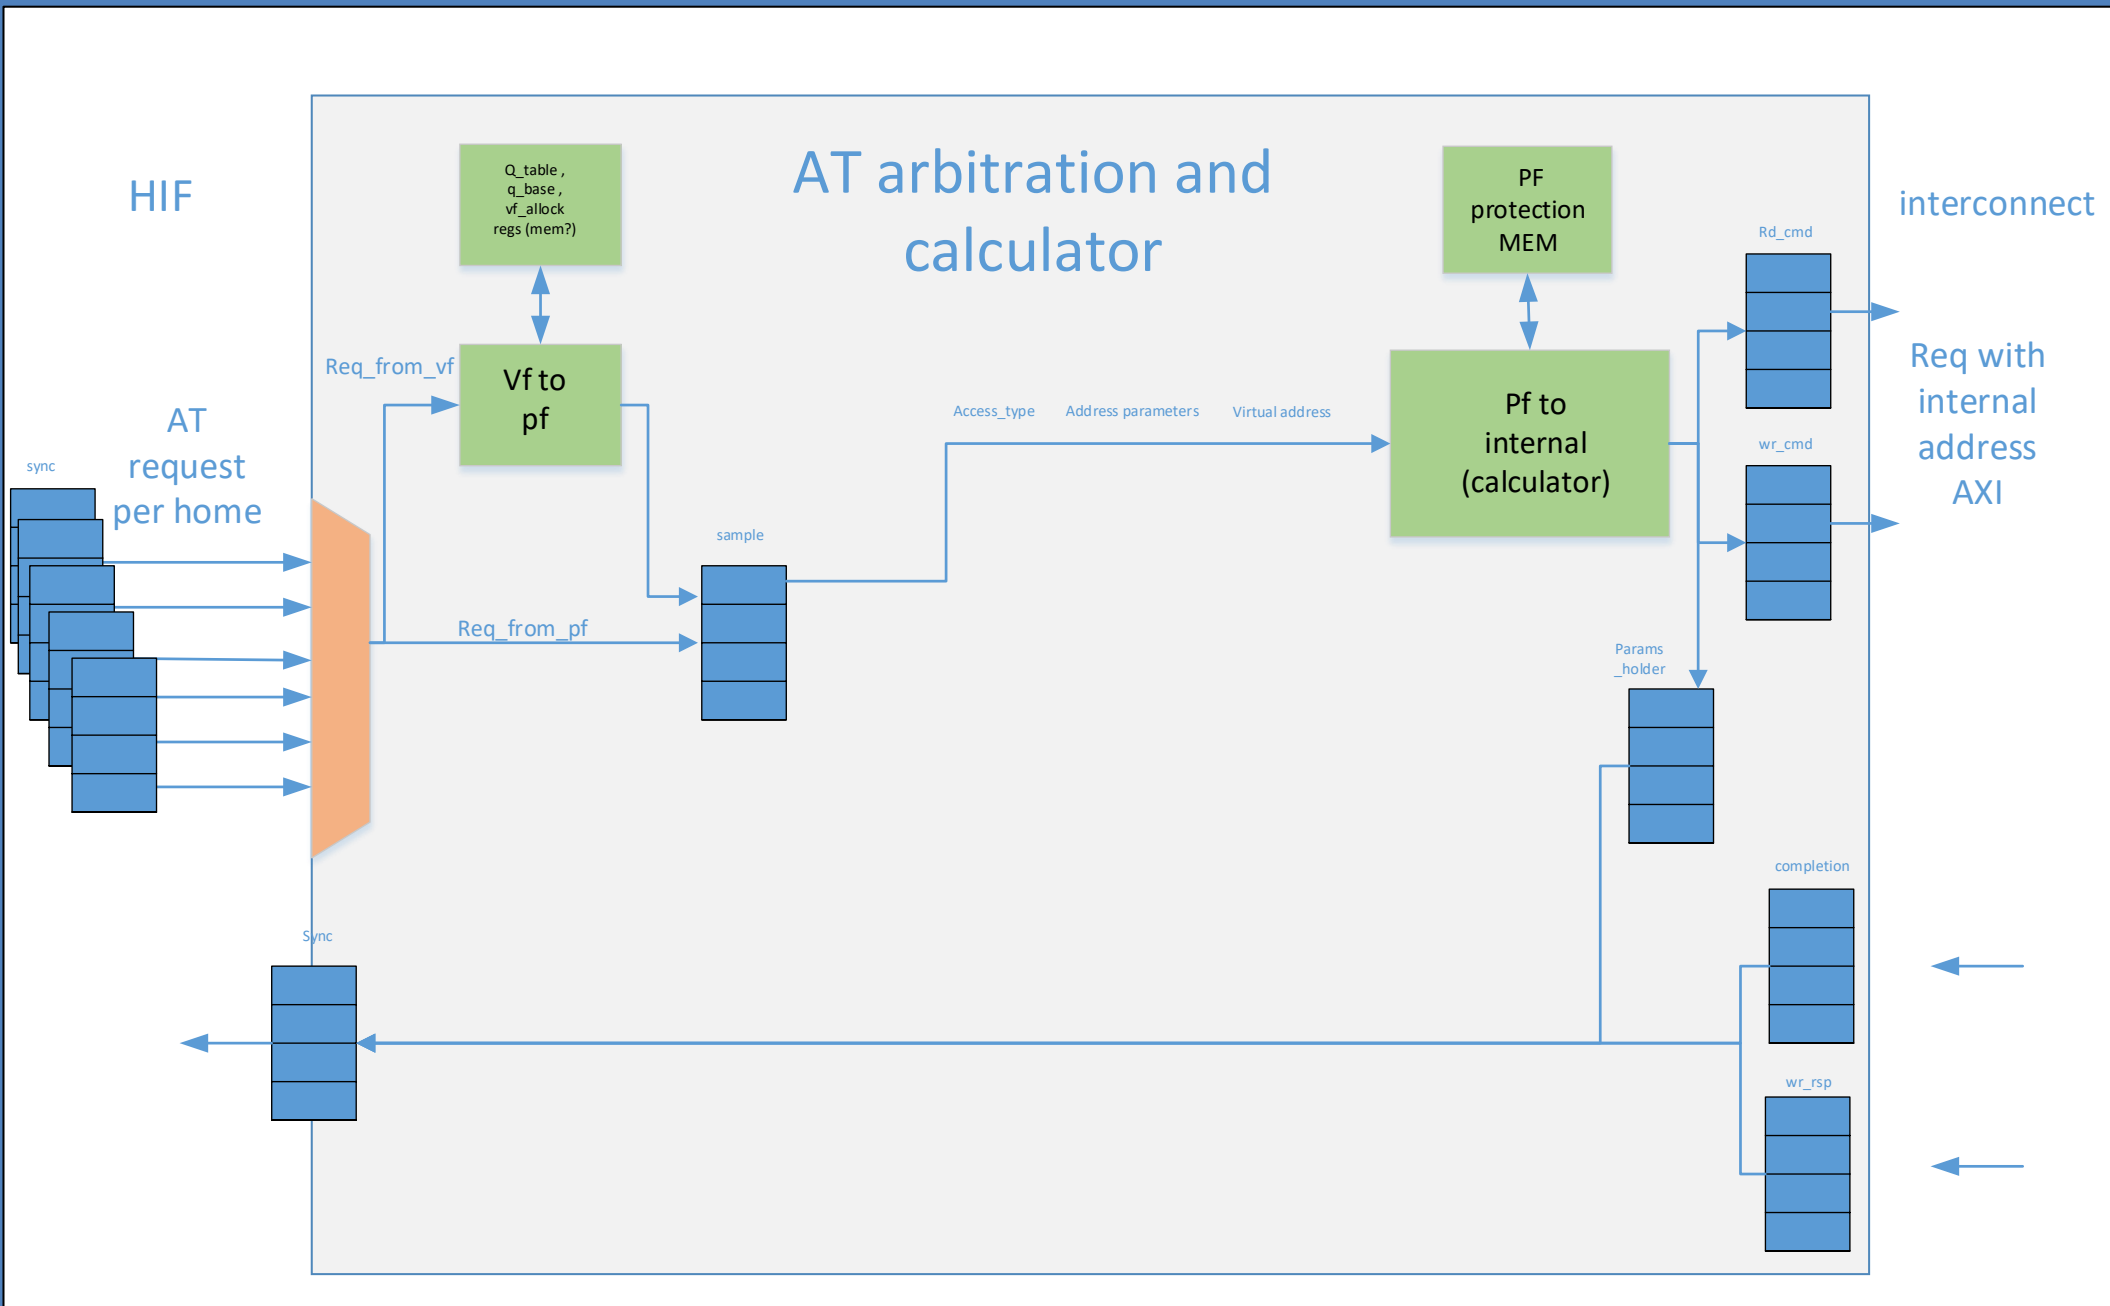 AT arbitration and
calculator
HIF
interconnect
Q_table ,
q_base ,
vf_allock
regs (mem?)
PF
protection
MEM
Rd_cmd
Req_from_vf
Vf to
pf
Access_type
Address parameters
Virtual address
Pf to
internal
(calculator)
Req with
internal
address
AXI
wr_cmd
AT
request
per home
sync
sample
Req_from_pf
Params
_holder
completion
Sync
wr_rsp